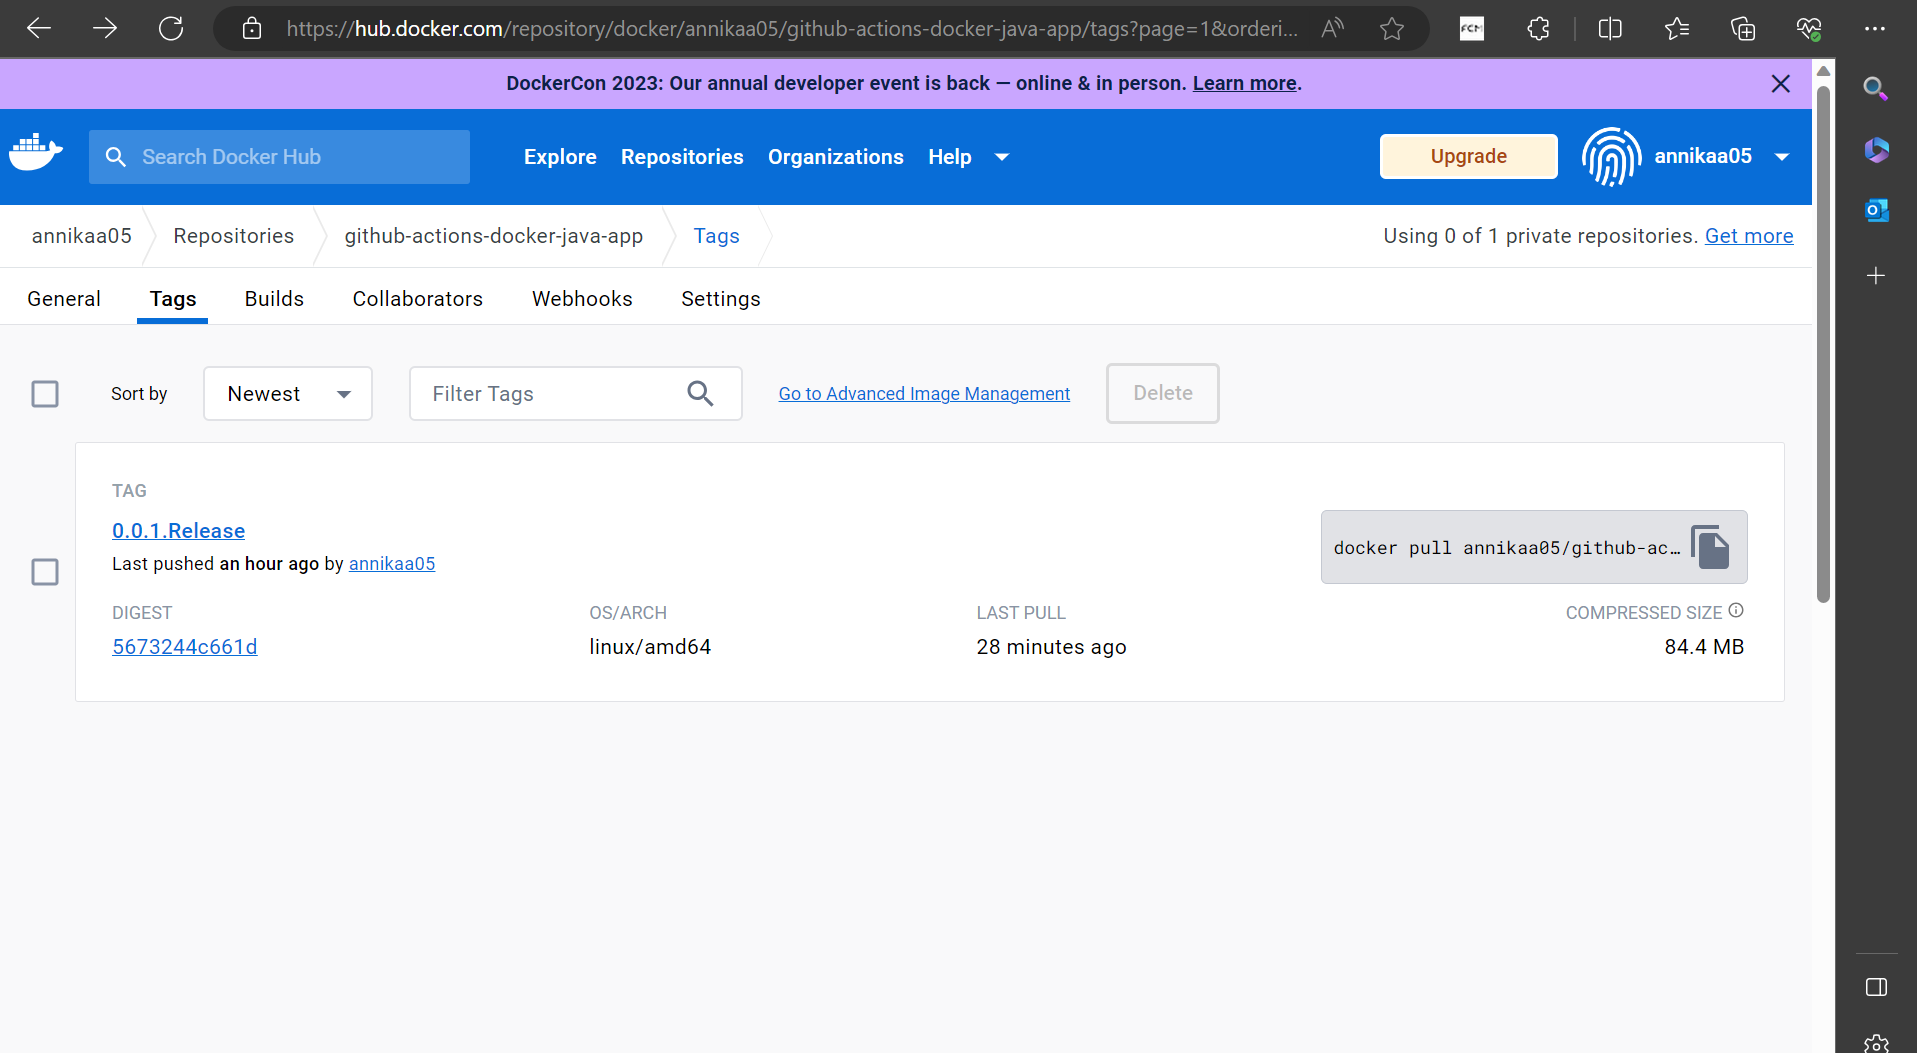 https://hub.docker.com/repository/docker/annikaa05/github-actions-docker-java-app/tags?page=1&orderi...
FCM
DockerCon 2023: Our annual developer event is back — online & in person. Learn more.
Search Docker Hub
Explore Repositories Organizations Help
Upgrade
annikaa05
annikaa05 Repositories github-actions-docker-java-app Tags
Using 0 of 1 private repositories. Get more
General Tags Builds Collaborators Webhooks Settings
Sort by Newest Filter Tags Go to Advanced Image Management Delete
TAG
0.0.1.Release
Last pushed an hour ago by annikaa05
docker pull annikaa05/github-ac…
DIGEST OS/ARCH LAST PULL COMPRESSED SIZE
5673244c661d linux/amd64 28 minutes ago 84.4 MB